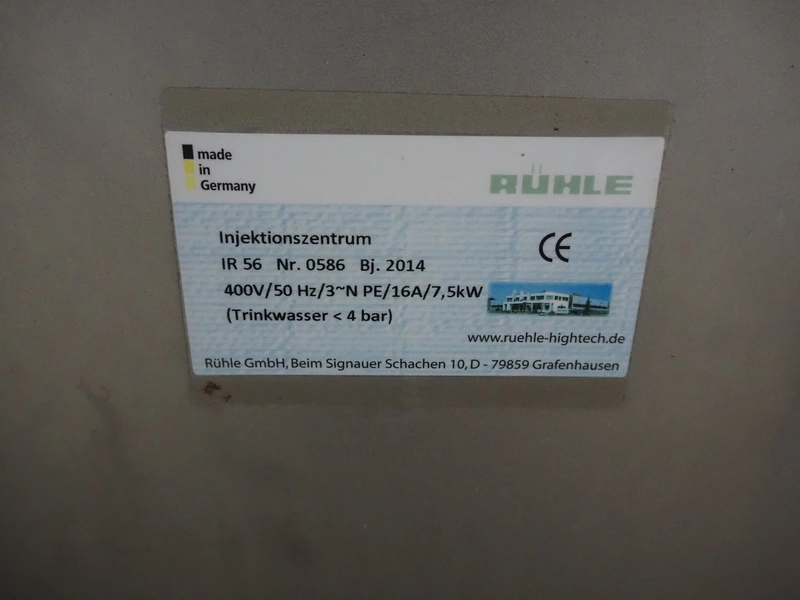 made
in
Germany
RÜHLE
Injektionszentrum
CE
IR 56 Nr. 0586 Bj. 2014
400V/50 Hz/3~N PE/16A/7,5kW
(Trinkwasser < 4 bar)
www.ruehle-hightech.de
Rühle GmbH, Beim Signauer Schachen 10, D - 79859 Grafenhausen